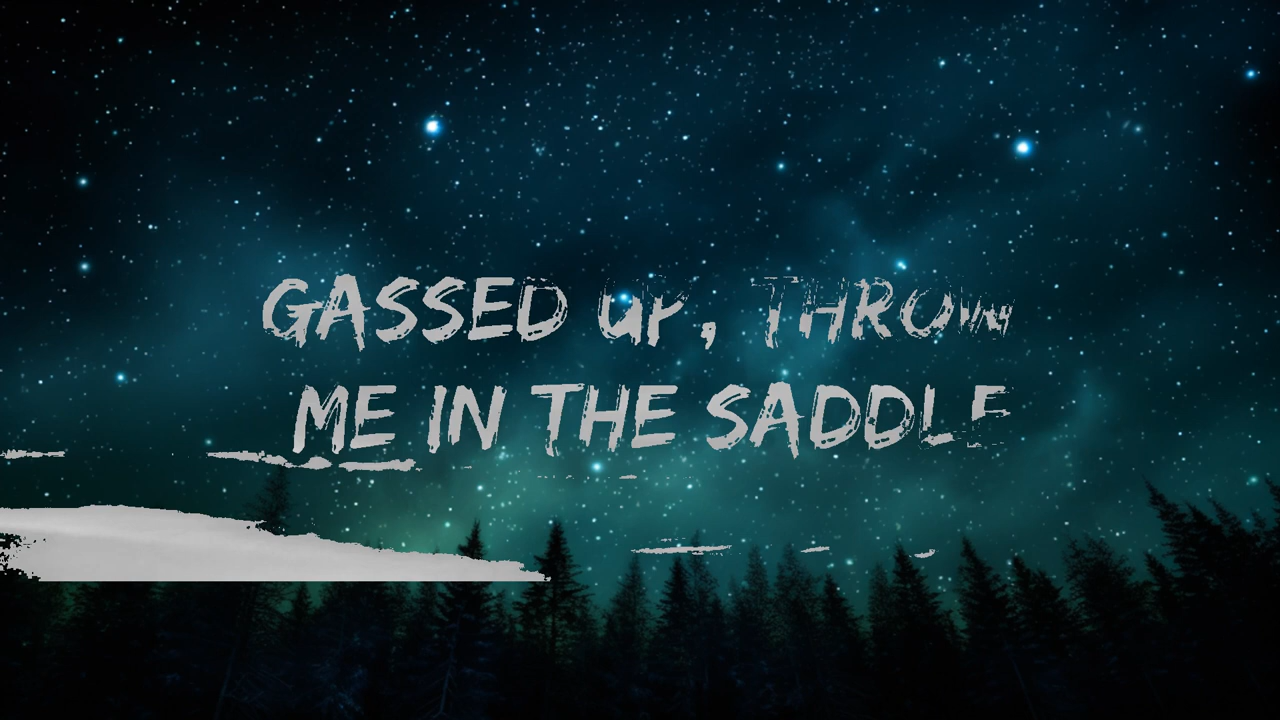 GASSED UP, THROW
ME IN THE SADDLE